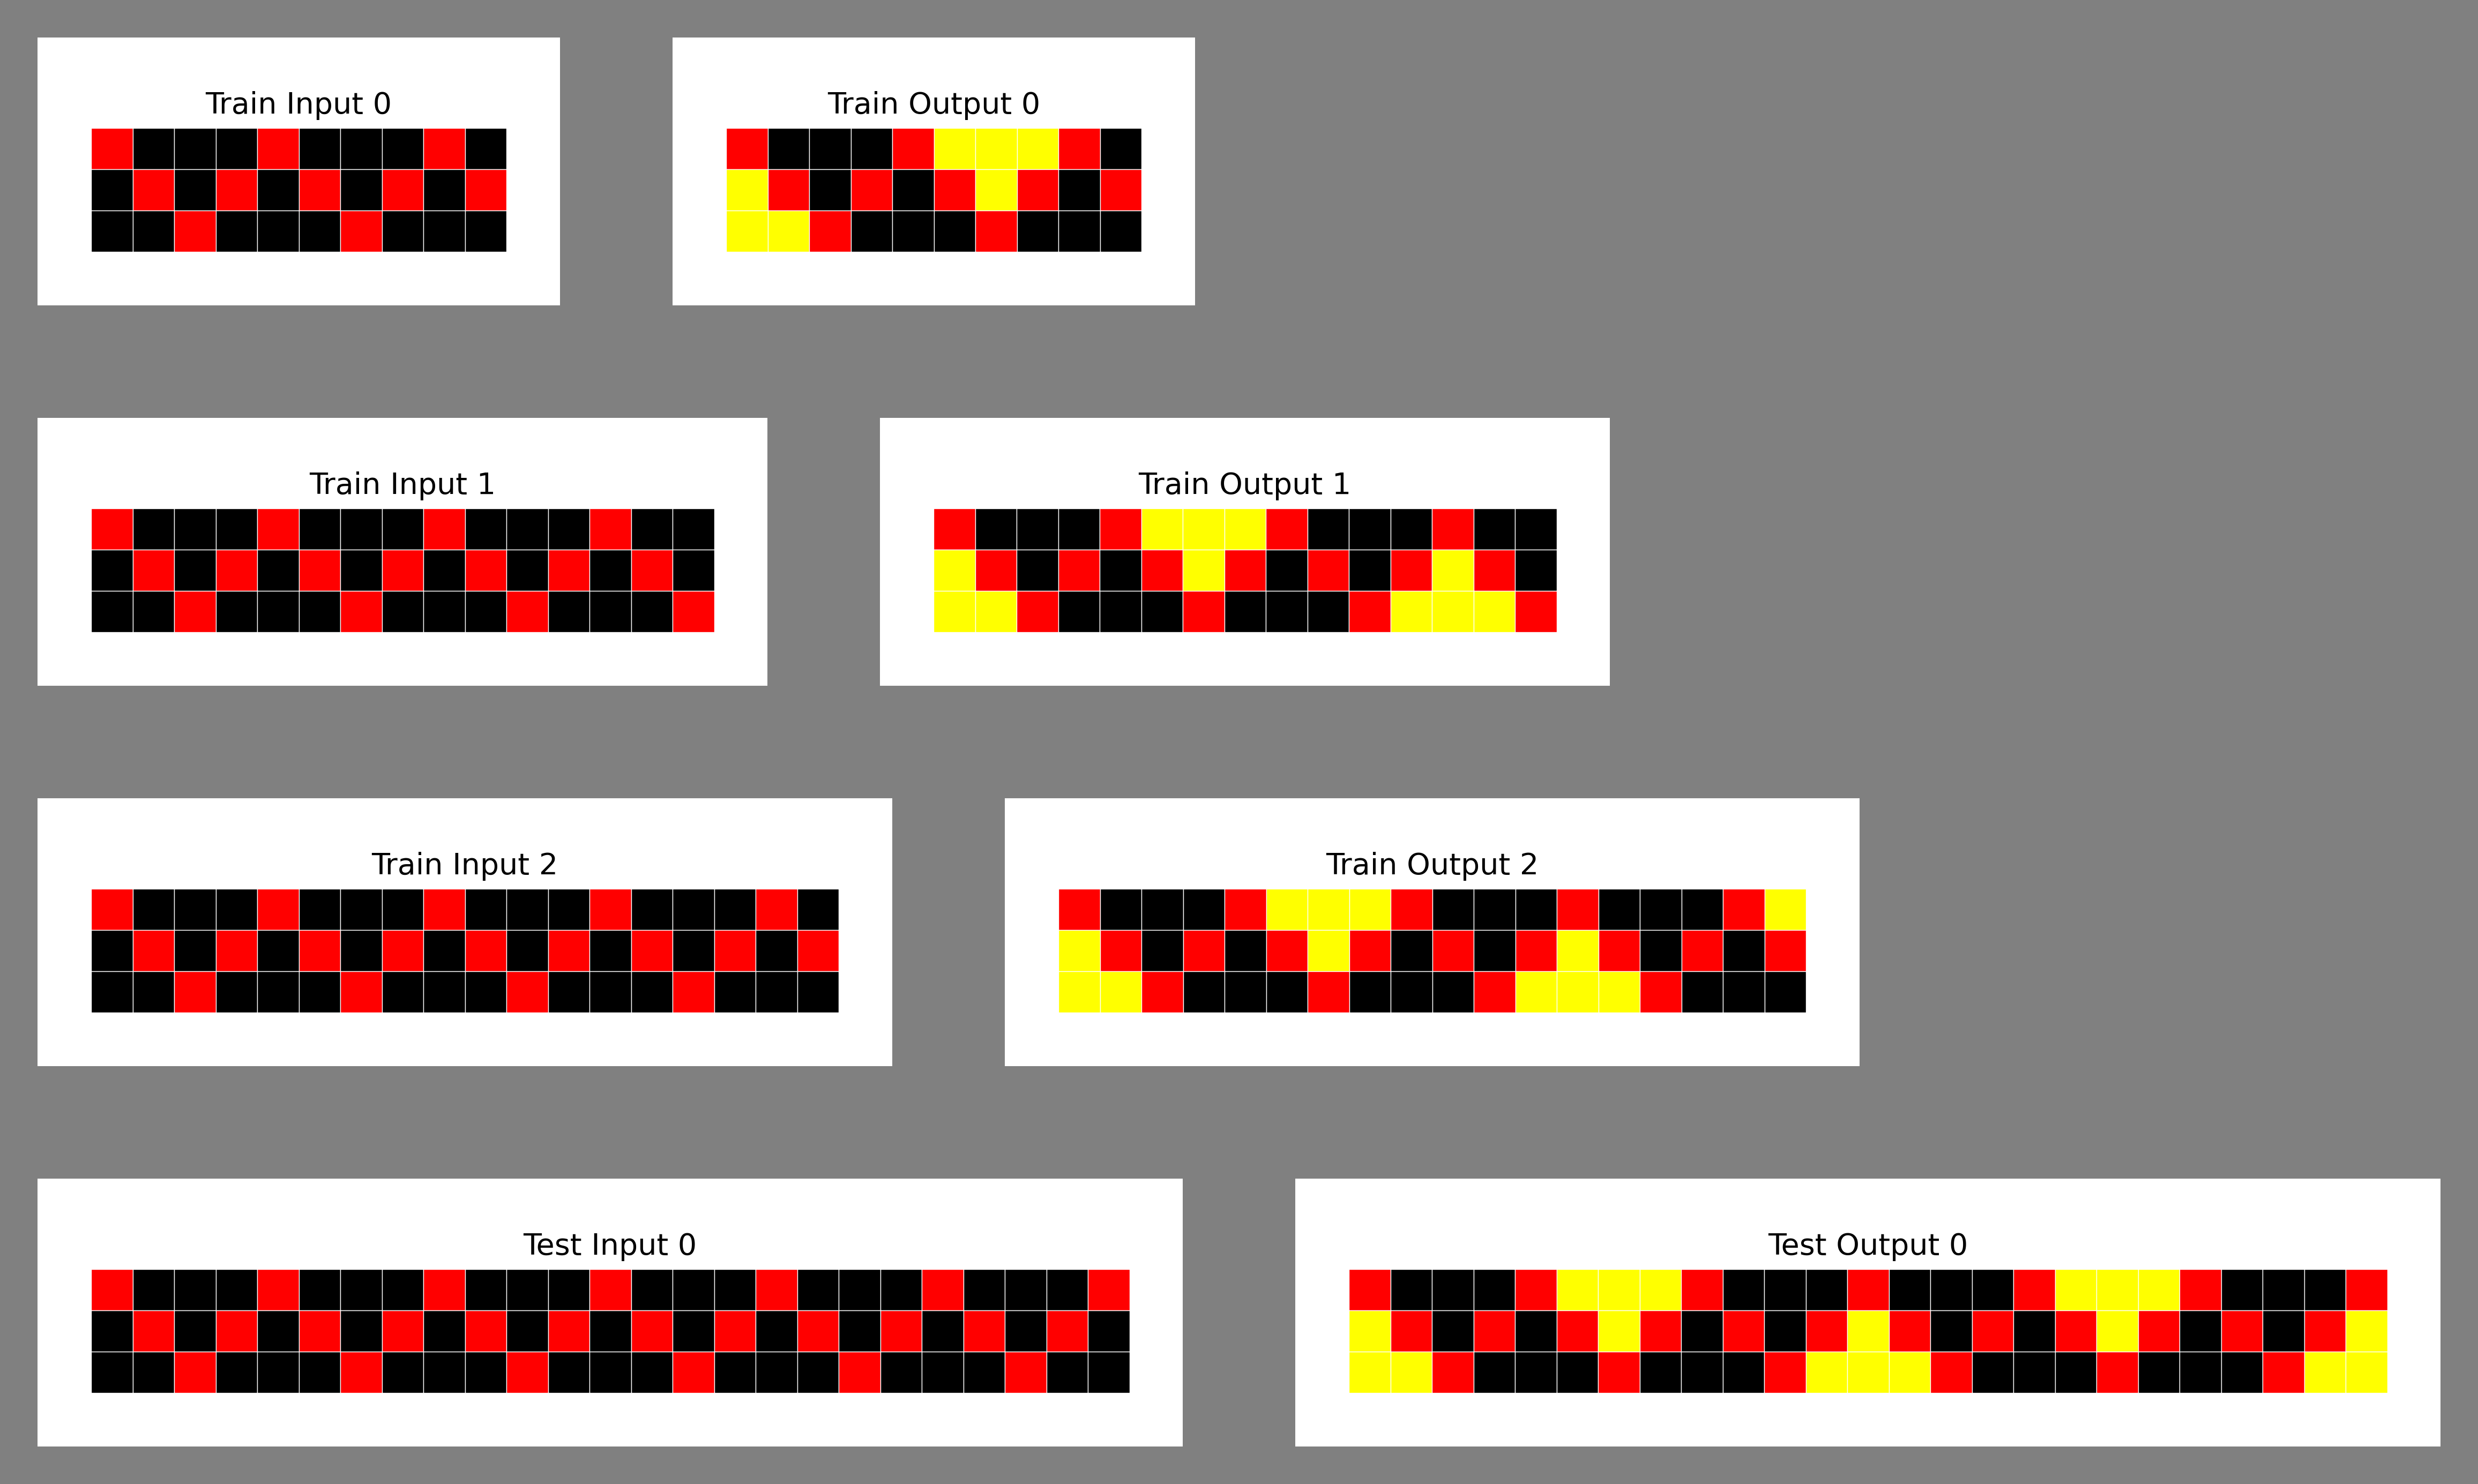 Train Input 0
Train Output 0
Train Input 1
Train Output 1
Train Input 2
Train Output 2
Test Input 0
Test Output 0